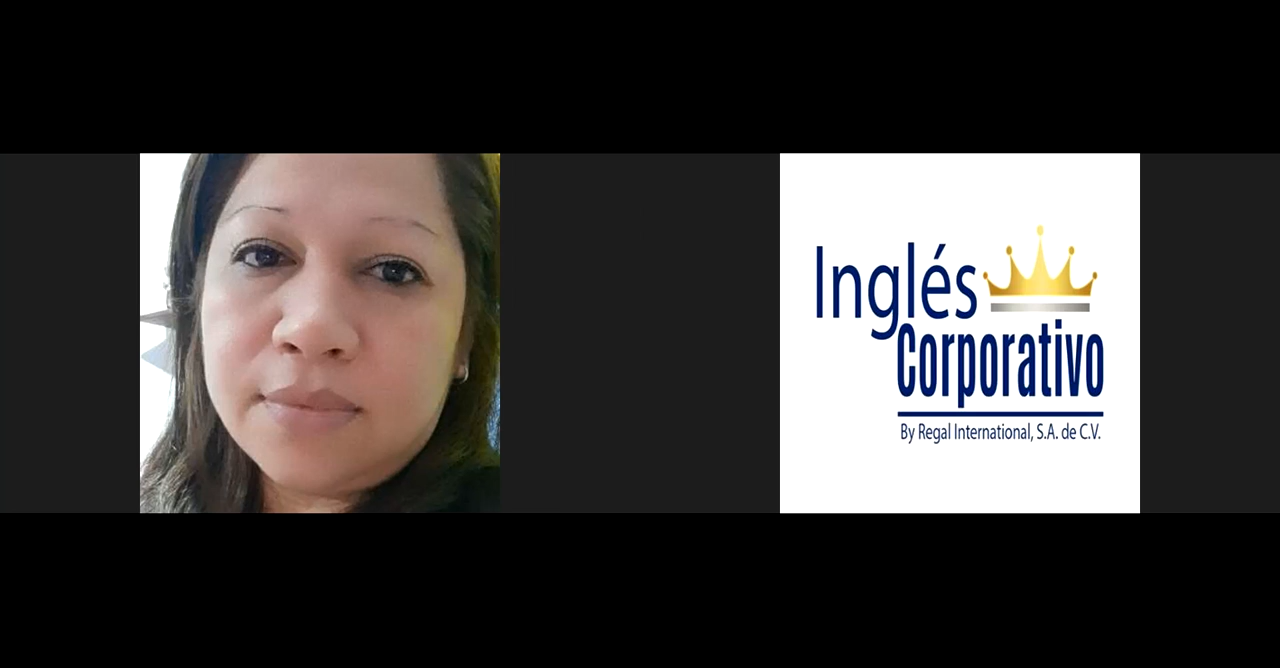 Inglés
Corporativo
By Regal International, S.A. de C.V.